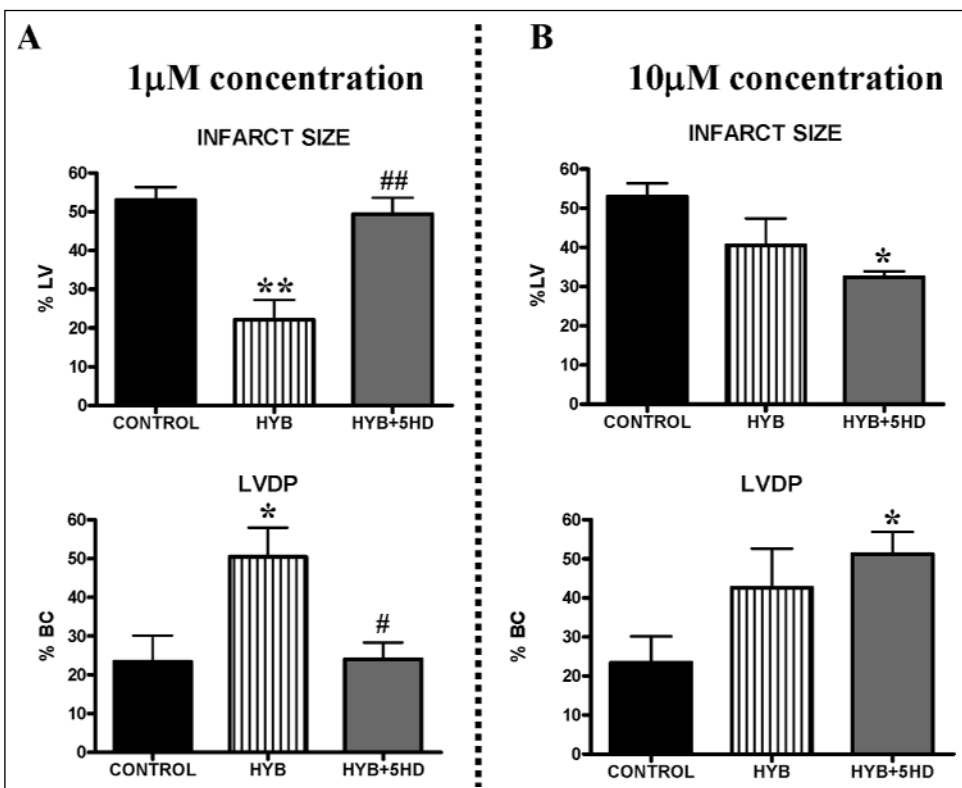 A
1μM concentration
INFARCT SIZE
60
50
40
30
20
10
0
% LV
**
##
CONTROL HYB HYB+5HD
LVDP
60
50
40
30
20
10
0
% BC
*
#
CONTROL HYB HYB+5HD
B
10μM concentration
INFARCT SIZE
60
50
40
30
20
10
0
%LV
*
CONTROL HYB HYB+5HD
LVDP
60
50
40
30
20
10
0
% BC
*
CONTROL HYB HYB+5HD